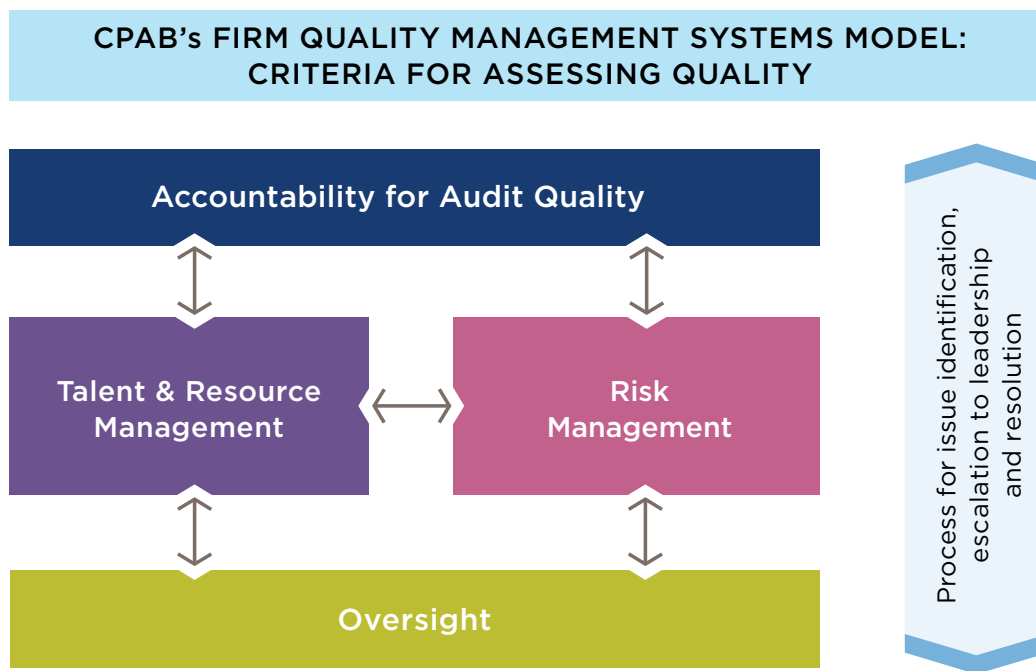 CPAB's FIRM QUALITY MANAGEMENT SYSTEMS MODEL:
CRITERIA FOR ASSESSING QUALITY
Accountability for Audit Quality
Talent & Resource
Management
Risk
Management
Oversight
Process for issue identification,
escalation to leadership
and resolution